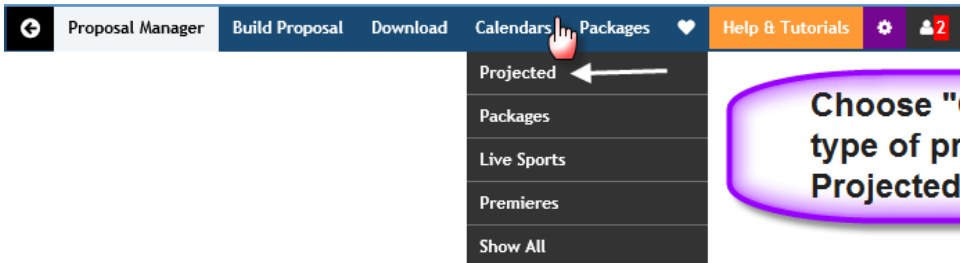 Proposal Manager Build Proposal Download Calendars Packages Help & Tutorials 2
Projected
Packages
Live Sports
Premieres
Show All
Choose "
type of pr
Projected